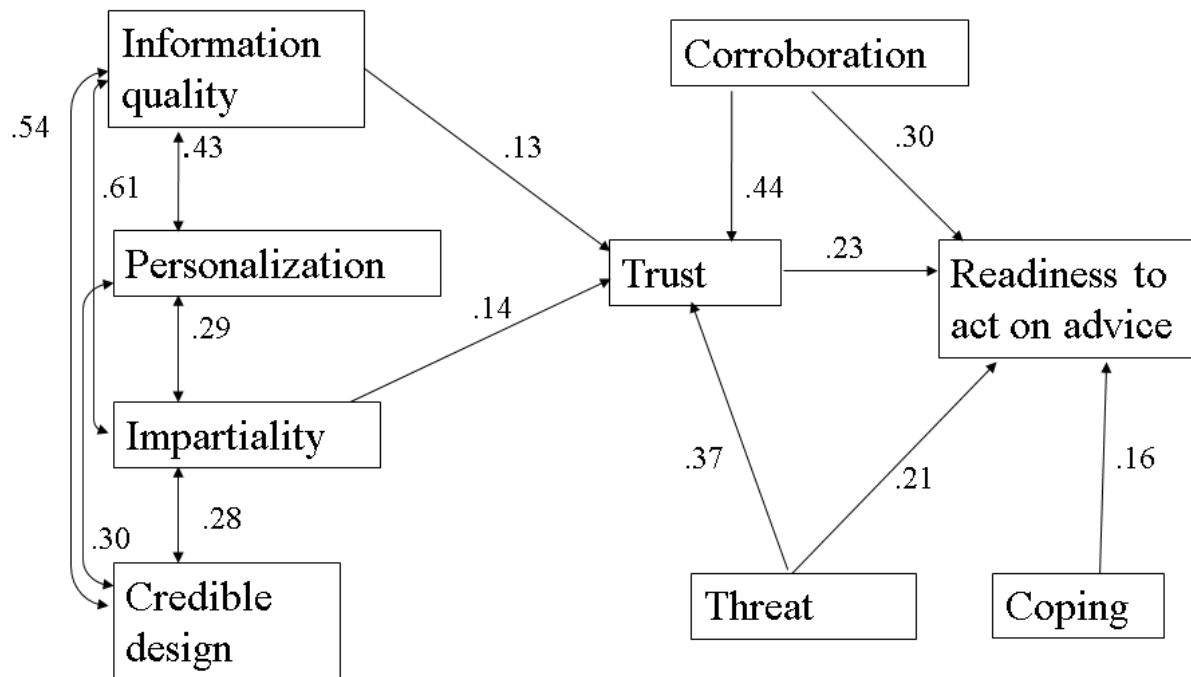 Information
quality
Corroboration
.54
.43
.13
.30
.61
.44
Personalization
Trust
.23
Readiness to
act on advice
.29
.14
Impartiality
.37
.21
.16
.28
.30
Credible
design
Threat
Coping